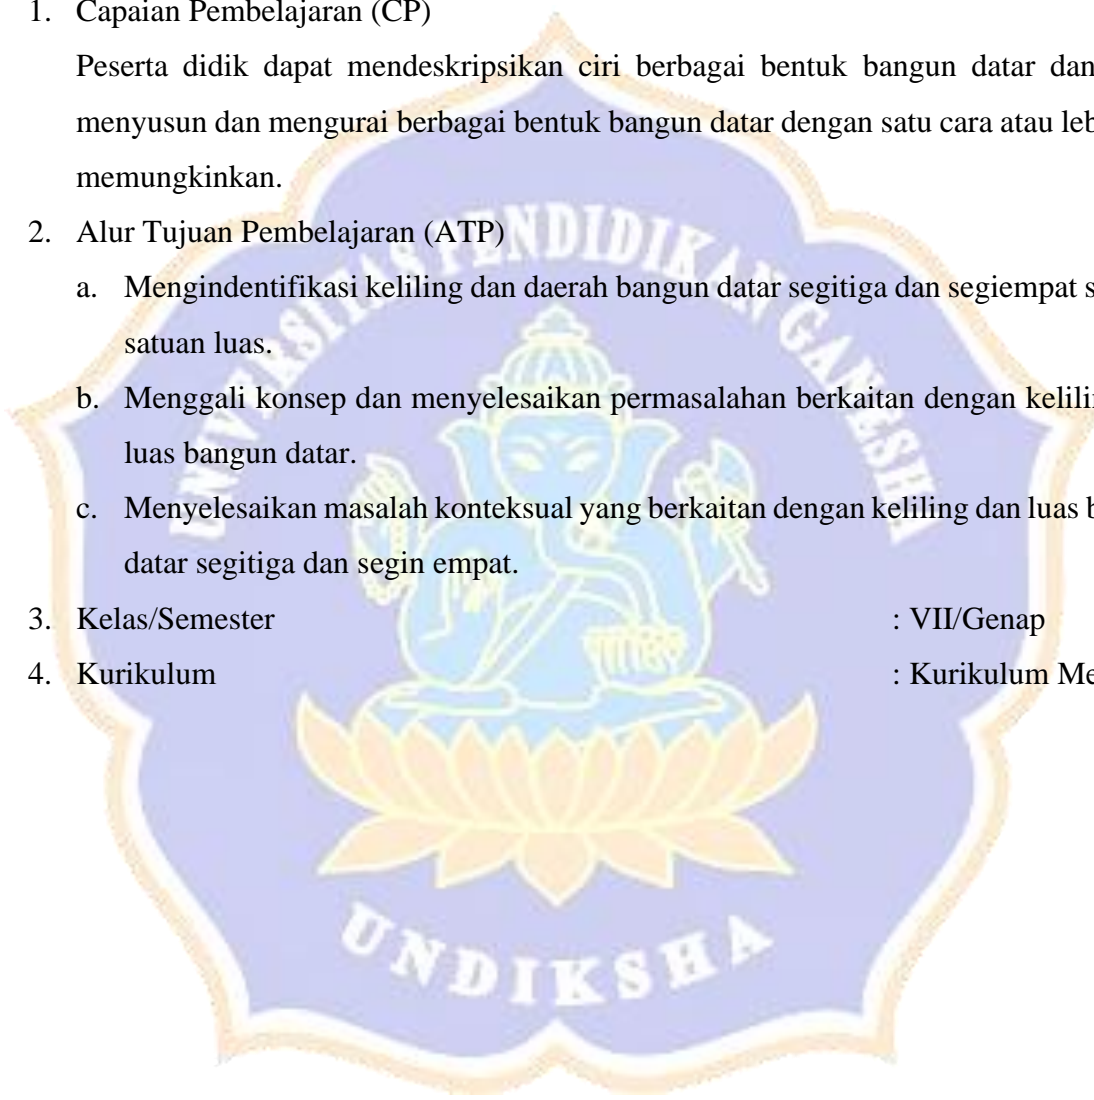 1. Capaian Pembelajaran (CP)
Peserta didik dapat mendeskripsikan ciri berbagai bentuk bangun datar dan
menyusun dan mengurai berbagai bentuk bangun datar dengan satu cara atau
memungkinkan.
2. Alur Tujuan Pembelajaran (ATP)
a. Mengindentifikasi keliling dan daerah bangun datar segitiga dan segiempat
satuan luas.
b. Menggali konsep dan menyelesaikan permasalahan berkaitan dengan
luas bangun datar.
c. Menyelesaikan masalah konteksual yang berkaitan dengan keliling dan luas
datar segitiga dan segin empat.
3. Kelas/Semester : VII/Genap
4. Kurikulum : Kurikulum
UNIVERSITAS PENDIDIKAN GANESHA
UNDIKSHA